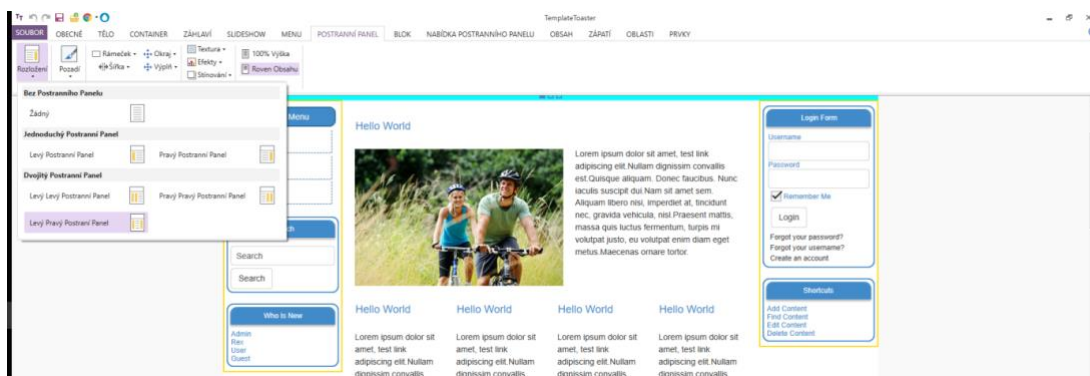 TemplateToaster
SOUBOR OBECNÉ TĚLO CONTAINER ZÁHLAVÍ SLIDESHOW MENU POSTRANNÍ PANEL BLOK NABÍDKA POSTRANNÍHO PANELU OBSAH ZÁPATÍ OBLASTI PRVKY
Rozložení
Pozadí
Rámeček
Okraj
Šířka
Výplň
Textura
Efekty
Stínování
100% Výška
Roven Obsahu
Bez Postranního Panelu
Žádný
Jednoduchý Postranní Panel
Levý Postranní Panel
Pravý Postranní Panel
Dvojitý Postranní Panel
Levý Levý Postranní Panel
Pravý Pravý Postranní Panel
Levý Pravý Postraní Panel
Menu
Search
Search
Who Is New
Admin
Rex
User
Guest
Hello World
Lorem ipsum dolor sit amet, test link
adipiscing elit.Nullam dignissim convallis
est.Quisque aliquam. Donec faucibus. Nunc
iaculis suscipit dui.Nam sit amet sem.
Aliquam libero nisi, imperdiet at, tincidunt
nec, gravida vehicula, nisl.Praesent mattis,
massa quis luctus fermentum, turpis mi
volutpat justo, eu volutpat enim diam eget
metus.Maecenas ornare tortor.
Hello World
Lorem ipsum dolor sit
amet, test link
adipiscing elit.Nullam
dignissim convallis
Hello World
Lorem ipsum dolor sit
amet, test link
adipiscing elit.Nullam
dignissim convallis
Hello World
Lorem ipsum dolor sit
amet, test link
adipiscing elit.Nullam
dignissim convallis
Hello World
Lorem ipsum dolor sit
amet, test link
adipiscing elit.Nullam
dignissim convallis
Login Form
Username
Password
Remember Me
Login
Forgot your password?
Forgot your username?
Create an account
Shortcuts
Add Content
Find Content
Edit Content
Delete Content